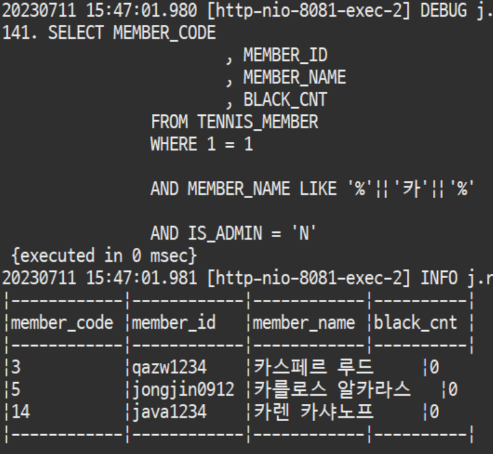 20230711 15:47:01.980 [http-nio-8081-exec-2] DEBUG j.
141. SELECT MEMBER_CODE
, MEMBER_ID
, MEMBER_NAME
, BLACK_CNT
FROM TENNIS_MEMBER
WHERE 1 = 1
AND MEMBER_NAME LIKE '%'||'카'||'%'
AND IS_ADMIN = 'N'
{executed in 0 msec}
20230711 15:47:01.981 [http-nio-8081-exec-2] INFO j.r
|------------|------------|------------|----------|
|member_code |member_id |member_name |black_cnt |
|------------|------------|------------|----------|
|3 |qazw1234 |카스페르 루드 |0
|5 |jongjin0912 |카를로스 알카라스 |0
|14 |java1234 |카렌 카샤노프 |0
|------------|------------|------------|----------|